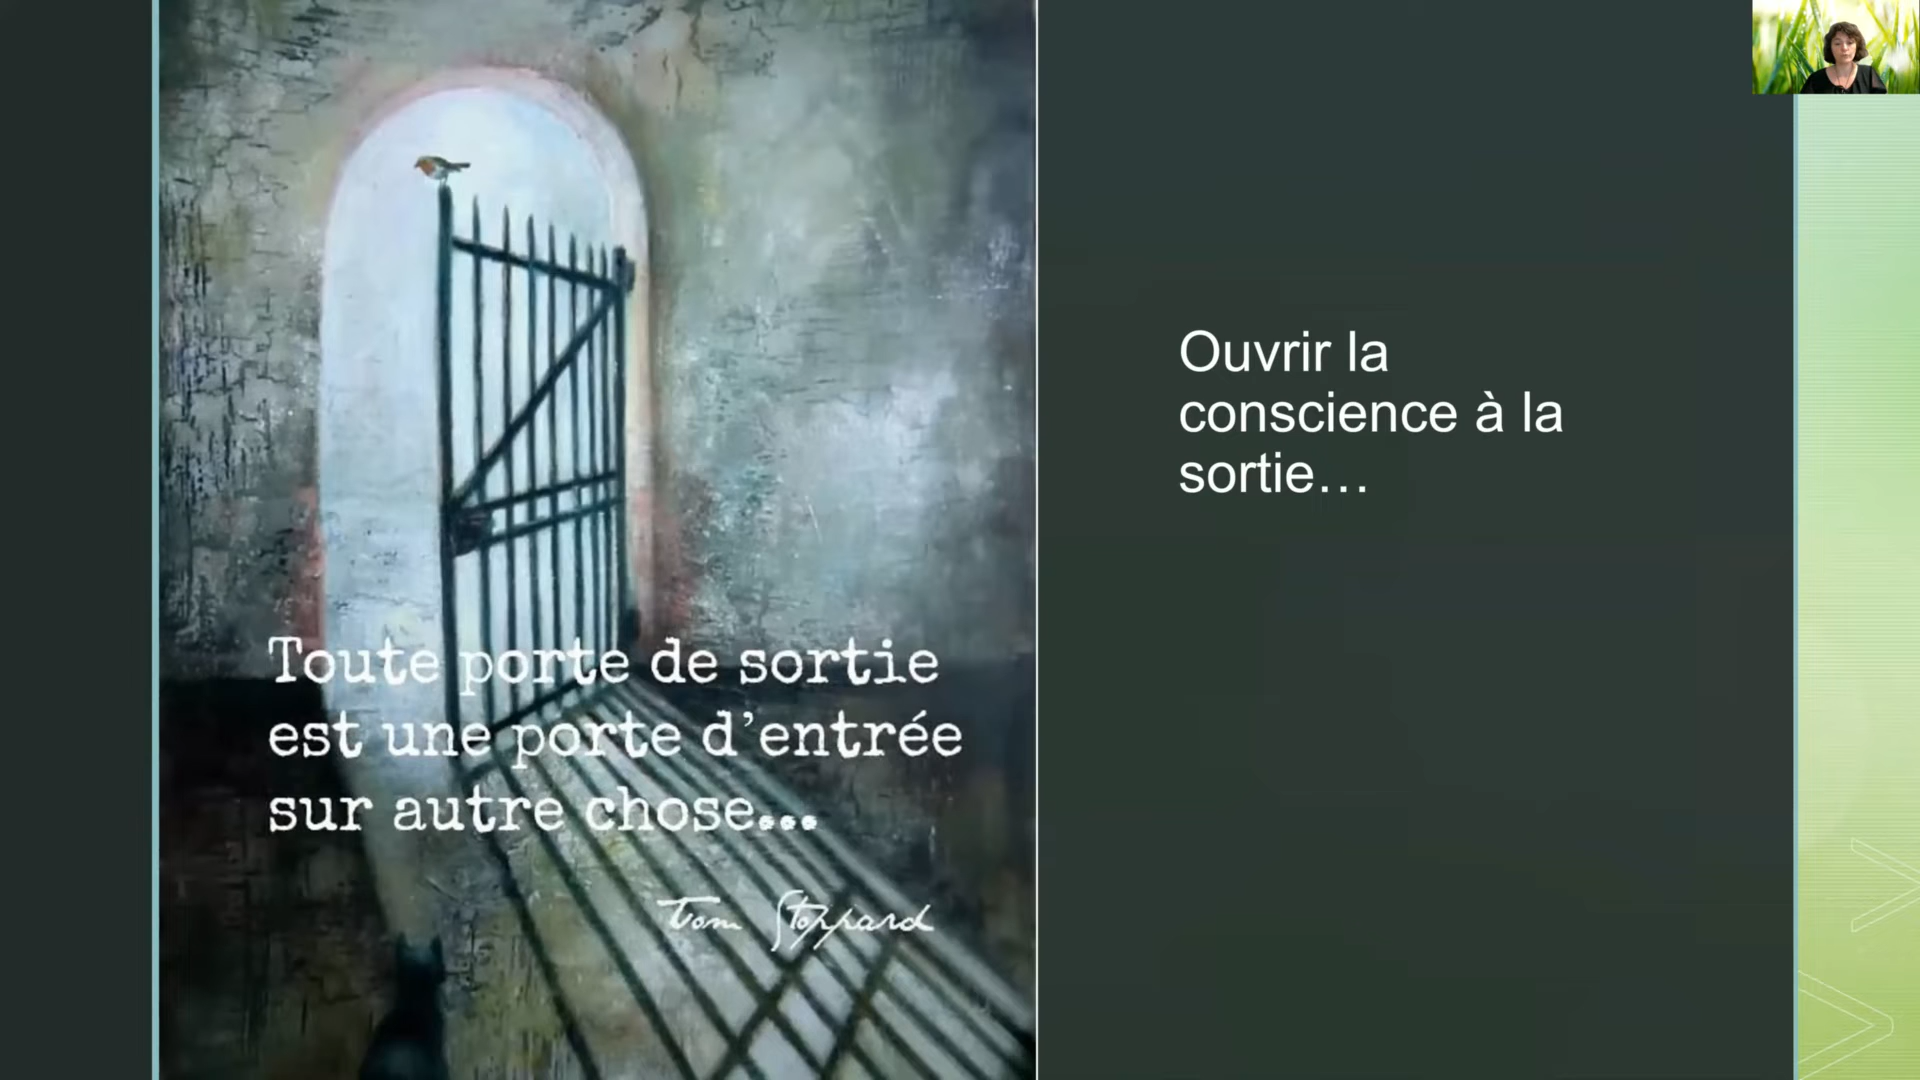 Toute porte de sortie
est une porte d’entrée
sur autre chose...
Tom Stoppard
Ouvrir la
conscience à la
sortie…